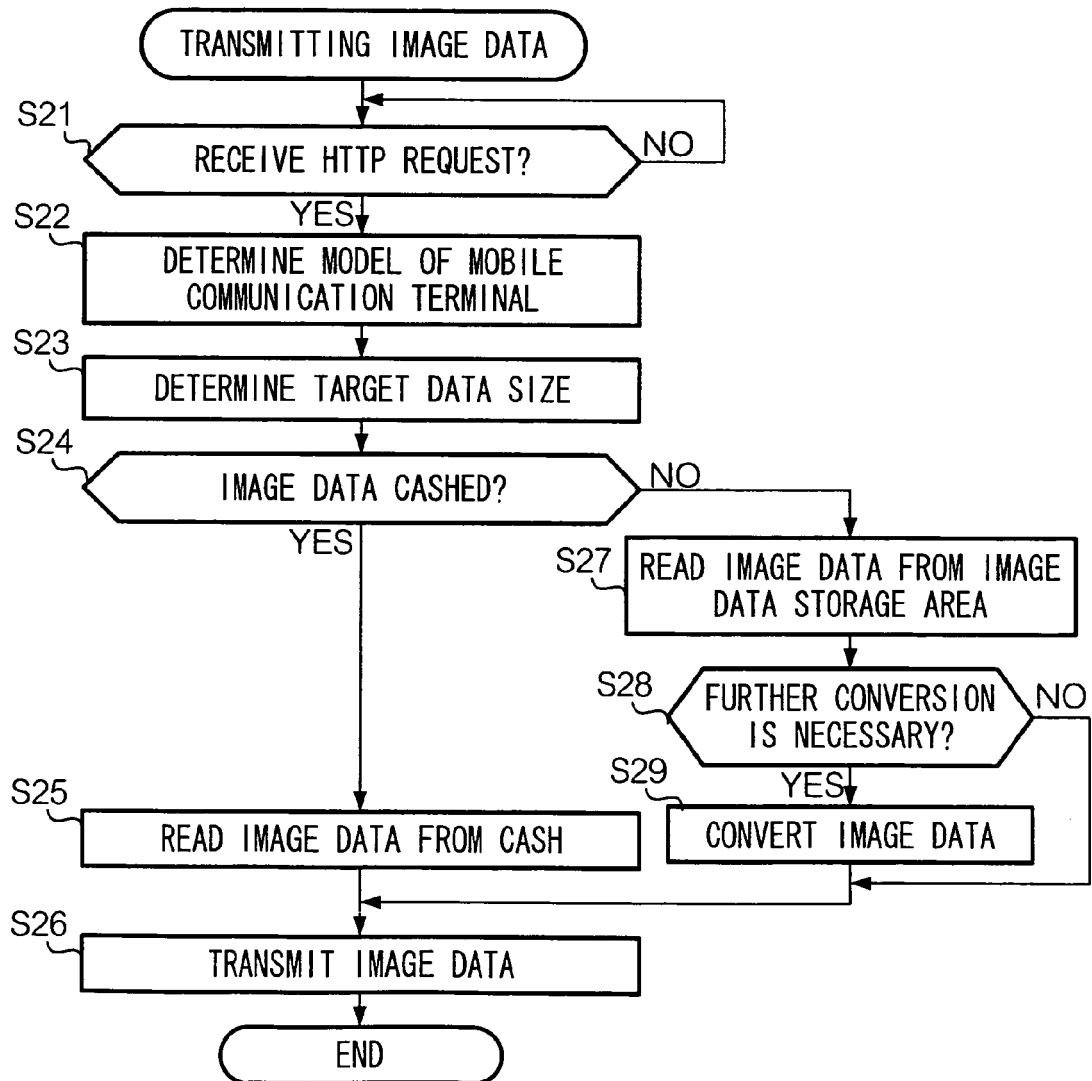 TRANSMITTING IMAGE DATA
S21
RECEIVE HTTP REQUEST?
NO
YES
S22
DETERMINE MODEL OF MOBILE
COMMUNICATION TERMINAL
S23
DETERMINE TARGET DATA SIZE
S24
IMAGE DATA CASHED?
NO
YES
S27
READ IMAGE DATA FROM IMAGE
DATA STORAGE AREA
S28
FURTHER CONVERSION
IS NECESSARY?
NO
YES
S29
CONVERT IMAGE DATA
S25
READ IMAGE DATA FROM CASH
S26
TRANSMIT IMAGE DATA
END